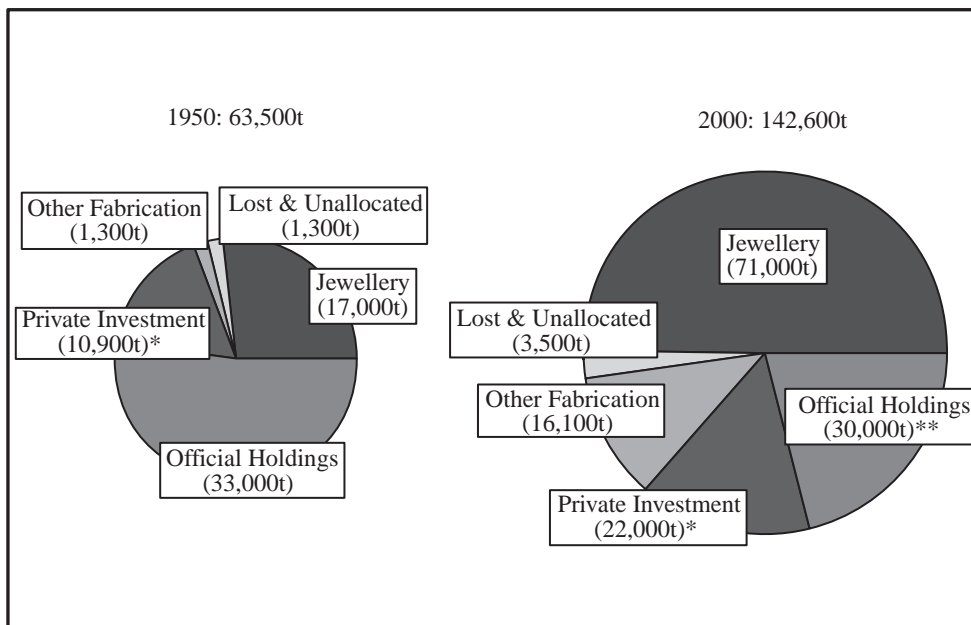 1950: 63,500t
Other Fabrication
(1,300t)
Lost & Unallocated
(1,300t)
Jewellery
(17,000t)
Private Investment
(10,900t)*
Official Holdings
(33,000t)
2000: 142,600t
Jewellery
(71,000t)
Lost & Unallocated
(3,500t)
Other Fabrication
(16,100t)
Official Holdings
(30,000t)**
Private Investment
(22,000t)*